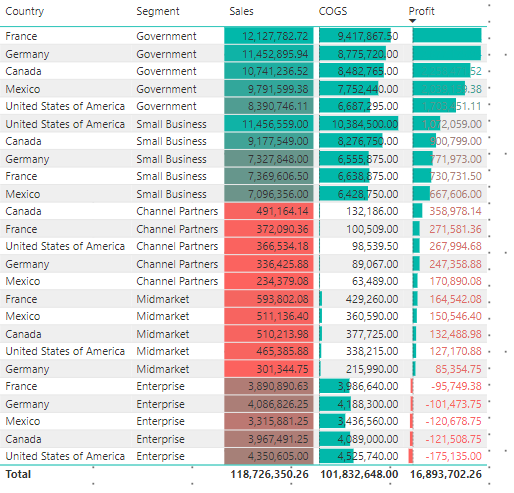 Country Segment Sales COGS Profit
France Government 12,127,782.72 9,417,867.50
Germany Government 11,452,895.94 8,775,720.00
Canada Government 10,741,236.52 8,482,765.00 52
Mexico Government 9,791,599.38 7,752,440.00 9.38
United States of America Government 8,390,746.11 6,687,295.00 51.11
United States of America Small Business 11,456,559.00 10,384,500.00 1,072,059.00
Canada Small Business 9,177,549.00 8,276,750.00 900,799.00
Germany Small Business 7,327,848.00 6,555,875.00 771,973.00
France Small Business 7,369,606.50 6,638,875.00 730,731.50
Mexico Small Business 7,096,356.00 6,428,750.00 667,606.00
Canada Channel Partners 491,164.14 132,186.00 358,978.14
France Channel Partners 372,090.36 100,509.00 271,581.36
United States of America Channel Partners 366,534.18 98,539.50 267,994.68
Germany Channel Partners 336,425.88 89,067.00 247,358.88
Mexico Channel Partners 234,379.08 63,489.00 170,890.08
France Midmarket 593,802.08 429,260.00 164,542.08
Mexico Midmarket 511,136.40 360,590.00 150,546.40
Canada Midmarket 510,213.98 377,725.00 132,488.98
United States of America Midmarket 465,385.88 338,215.00 127,170.88
Germany Midmarket 301,344.75 215,990.00 85,354.75
France Enterprise 3,890,890.63 3,986,640.00 -95,749.38
Germany Enterprise 4,086,826.25 4,188,300.00 -101,473.75
Mexico Enterprise 3,315,881.25 3,436,560.00 -120,678.75
Canada Enterprise 3,967,491.25 4,089,000.00 -121,508.75
United States of America Enterprise 4,350,605.00 4,525,740.00 -175,135.00
Total 118,726,350.26 101,832,648.00 16,893,702.26